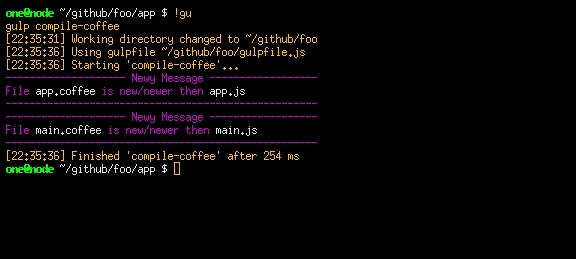 one@node ~/github/foo/app $ !gu
gulp compile-coffee
[22:35:31] Working directory changed to ~/github/foo
[22:35:36] Using gulpfile ~/github/foo/gulpfile.js
[22:35:36] Starting 'compile-coffee'...
-------------------- Newy Message ------------------
File app.coffee is new/newer then app.js
----------------------------------------------------
-------------------- Newy Message ------------------
File main.coffee is new/newer then main.js
----------------------------------------------------
[22:35:36] Finished 'compile-coffee' after 254 ms
one@node ~/github/foo/app $